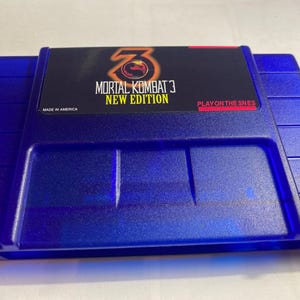 3
MORTAL KOMBAT 3
NEW EDITION
MADE IN AMERICA
PLAY ON THE SNES